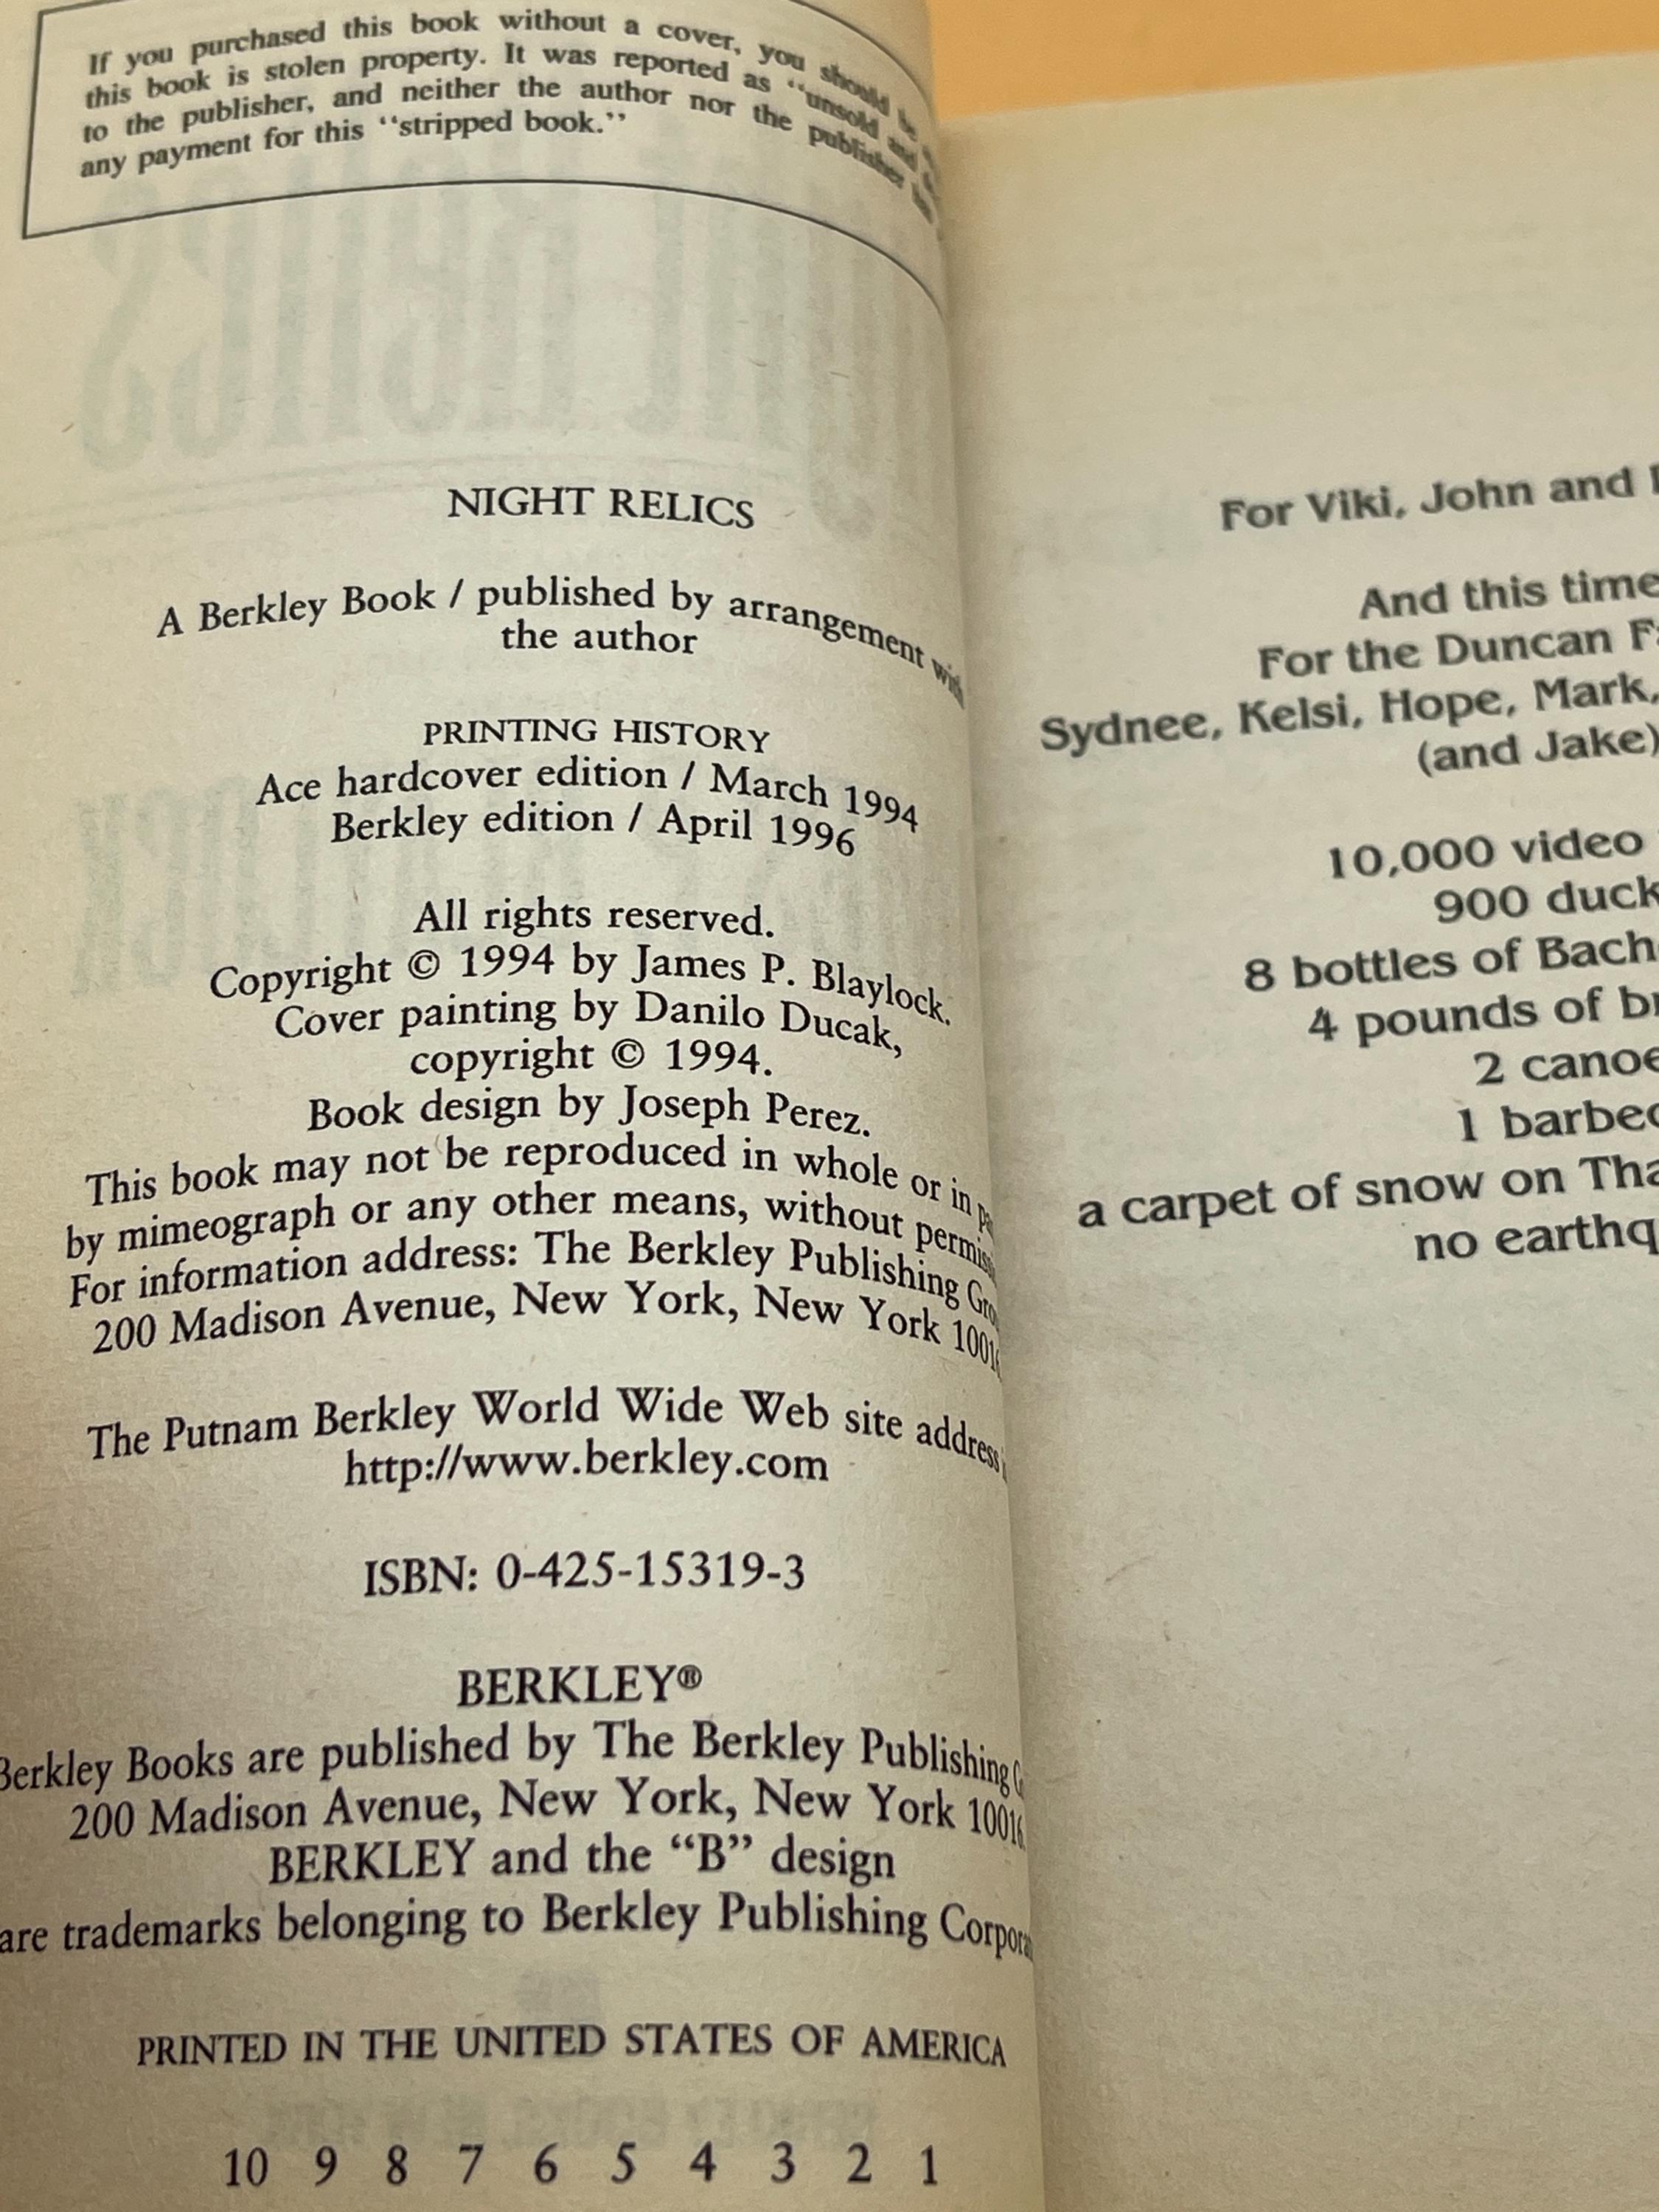 If you purchased this book without a cover, you should be
this book is stolen property. It was reported as "unsold and
to the publisher, and neither the author nor the publisher
any payment for this "stripped book."
NIGHT RELICS
A Berkley Book / published by arrangement with
the author
PRINTING HISTORY
Ace hardcover edition / March 1994
Berkley edition / April 1996
All rights reserved.
Copyright © 1994 by James P. Blaylock.
Cover painting by Danilo Ducak,
copyright © 1994.
Book design by Joseph Perez.
This book may not be reproduced in whole or in
by mimeograph or any other means, without
For information address: The Berkley Publishing
200 Madison Avenue, New York, New York 10016
The Putnam Berkley World Wide Web site address
http://www.berkley.com
ISBN: 0-425-15319-3
BERKLEY®
Berkley Books are published by The Berkley Publishing
200 Madison Avenue, New York, New York 10016.
BERKLEY and the "B" design
are trademarks belonging to Berkley Publishing
PRINTED IN THE UNITED STATES OF AMERICA
10 9 8 7 6 5 4 3 2 1
For Viki, John and
And this time
For the Duncan
Sydnee, Kelsi, Hope, Mark,
(and Jake)
10,000 video
900 duck
8 bottles of
4 pounds of
2
1
a carpet of snow on
no